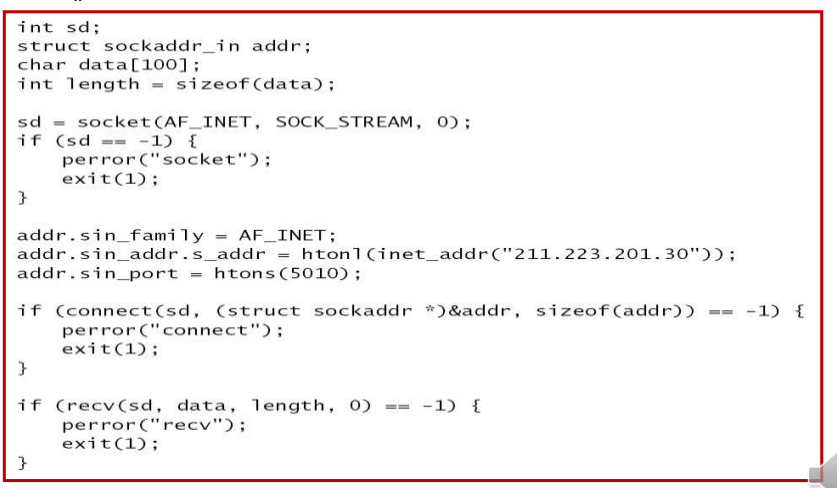 int sd;
struct sockaddr_in addr;
char data[100];
int length = sizeof(data);

sd = socket(AF_INET, SOCK_STREAM, 0);
if (sd == -1) {
    perror("socket");
    exit(1);
}

addr.sin_family = AF_INET;
addr.sin_addr.s_addr = htonl(inet_addr("211.223.201.30"));
addr.sin_port = htons(5010);

if (connect(sd, (struct sockaddr *)&addr, sizeof(addr)) == -1) {
    perror("connect");
    exit(1);
}

if (recv(sd, data, length, 0) == -1) {
    perror("recv");
    exit(1);
}